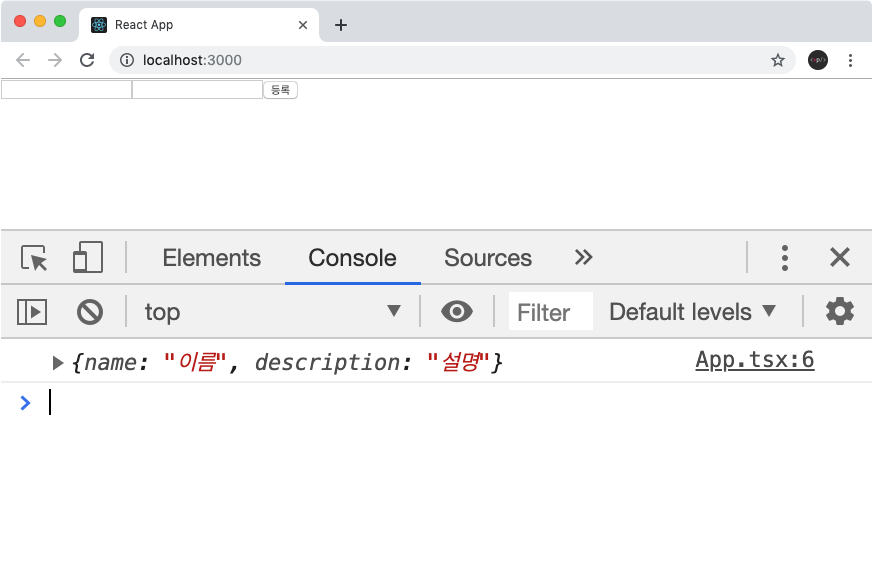 React App
localhost:3000
등록
Elements Console Sources
top Filter Default levels
{name: "이름", description: "설명"} App.tsx:6